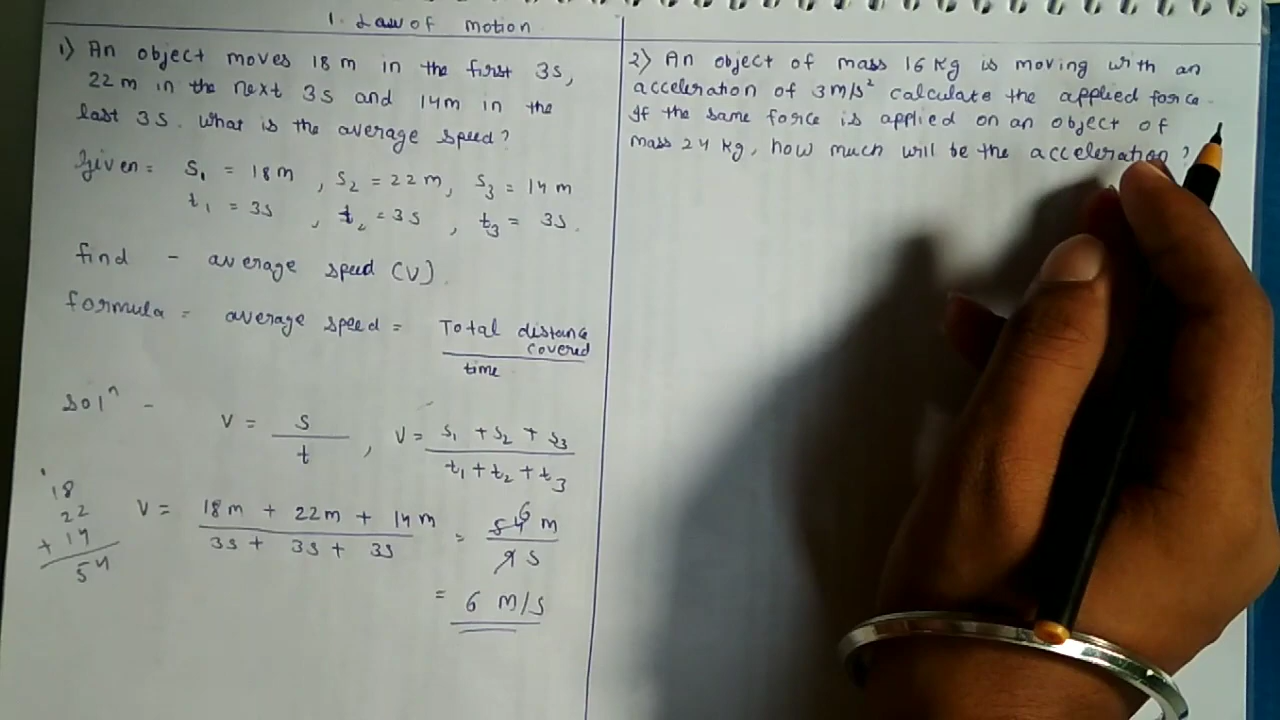 1. Law of motion
1) An object moves 18 m in the first 3s,
22 m in the next 3s and 14m in the
last 3s. What is the average speed?
Given = s₁ = 18m , s₂ = 22 m, s₃ = 14 m
t₁ = 3s , t₂ = 3s , t₃ = 3s.
find - average speed (v).
formula = average speed = Total distance
covered
time
Solⁿ -
v = s , v = s₁ + s₂ + s₃
t t₁ + t₂ + t₃
18
22
+ 14
54
v = 18m + 22m + 14m = 54 6 m
3s + 3s + 3s 9 s
= 6 m/s
2) An object of mass 16 kg is moving with an
acceleration of 3 m/s² calculate the applied force.
If the same force is applied on an object of
mass 24 kg, how much will be the acceleration?